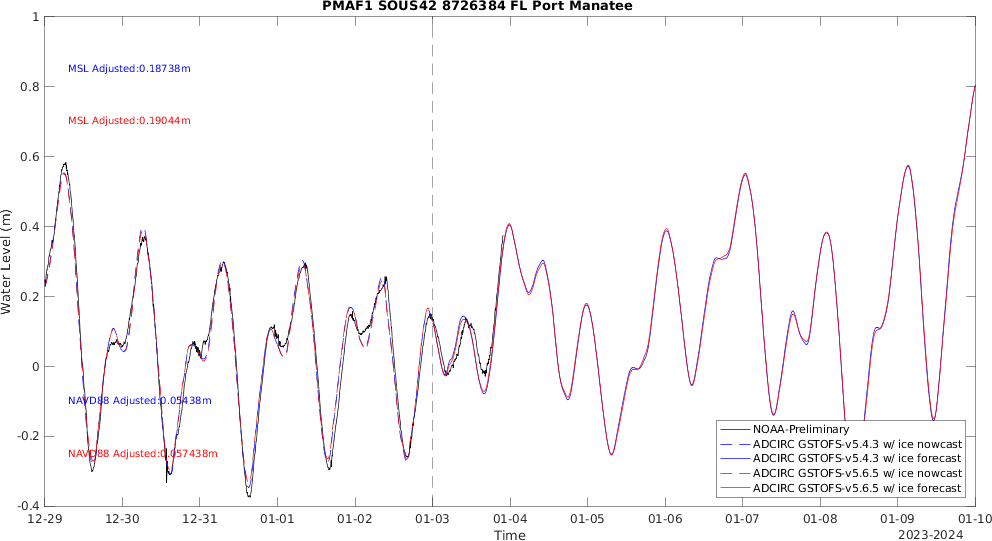 PMAF1 SOUS42 8726384 FL Port Manatee
MSL Adjusted:0.18738m
MSL Adjusted:0.19044m
NAVD88 Adjusted:0.05438m
NAVD88 Adjusted:0.057438m
Water Level (m)
1
0.8
0.6
0.4
0.2
0
-0.2
-0.4
12-29 12-30 12-31 01-01 01-02 01-03 01-04 01-05 01-06 01-07 01-08 01-09 01-10
Time
2023-2024
NOAA-Preliminary
ADCIRC GSTOFS-v5.4.3 w/ ice nowcast
ADCIRC GSTOFS-v5.4.3 w/ ice forecast
ADCIRC GSTOFS-v5.6.5 w/ ice nowcast
ADCIRC GSTOFS-v5.6.5 w/ ice forecast